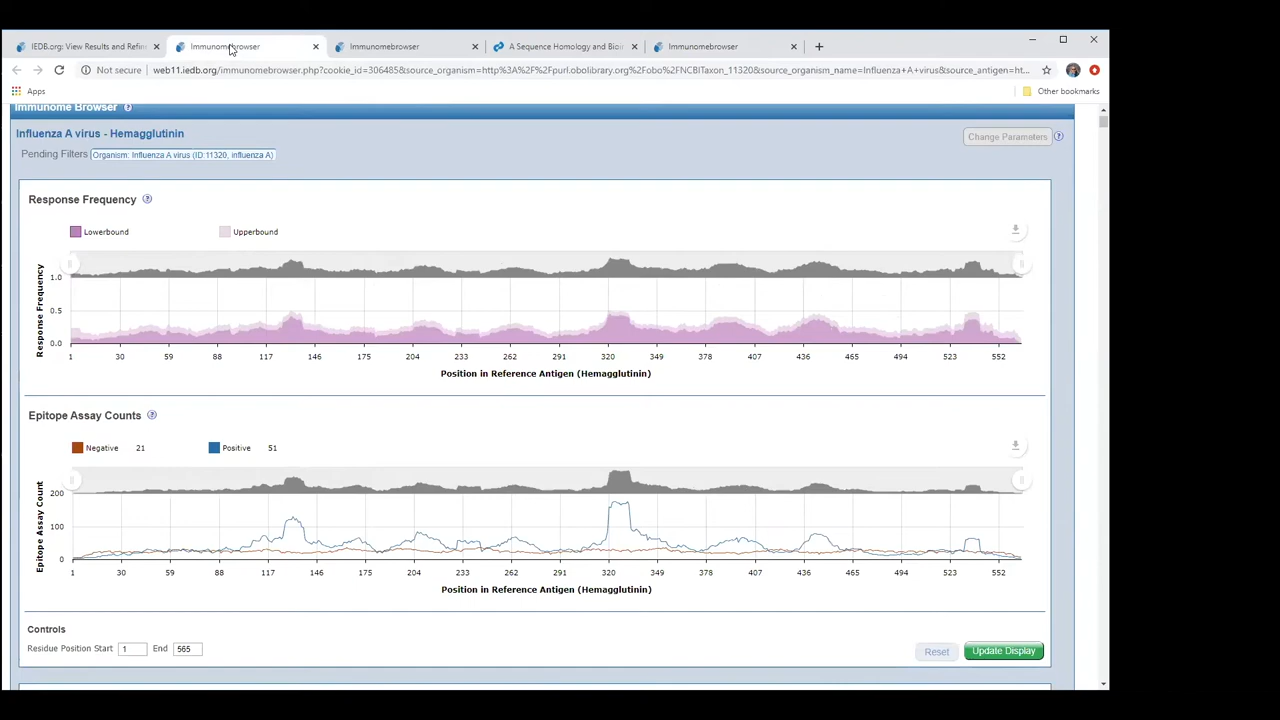 IEDB.org: View Results and Refin
Immunomebrowser
Immunomebrowser
A Sequence Homology and Bioin
Immunomebrowser
Not secure
web11.iedb.org/immunomebrowser.php?cookie_id=306485&source_organism=http%3A%2F%2Fpurl.obolibrary.org%2Fobo%2FNCBITaxon_11320&source_organism_name=Influenza+A+virus&source_antigen=ht...
Apps
Other bookmarks
Immunome Browser
Influenza A virus - Hemagglutinin
Change Parameters
Pending Filters Organism: Influenza A virus (ID:11320, influenza A)
Response Frequency
Lowerbound Upperbound
Response Frequency
1.0
0.5
0.0
1 30 59 88 117 146 175 204 233 262 291 320 349 378 407 436 465 494 523 552
Position in Reference Antigen (Hemagglutinin)
Epitope Assay Counts
Negative 21 Positive 51
Epitope Assay Count
200
100
0
1 30 59 88 117 146 175 204 233 262 291 320 349 378 407 436 465 494 523 552
Position in Reference Antigen (Hemagglutinin)
Controls
Residue Position Start 1 End 565
Reset
Update Display